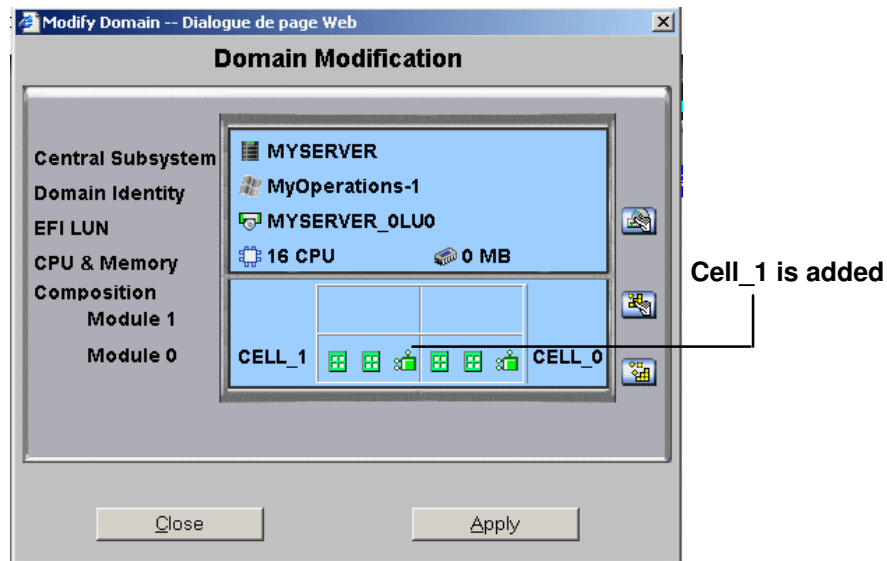 Modify Domain -- Dialogue de page Web
Domain Modification
Central Subsystem MYSERVER
Domain Identity MyOperations-1
EFI LUN MYSERVER_0LU0
CPU & Memory 16 CPU 0 MB
Composition
Module 1
Module 0 CELL_1 CELL_0
Cell_1 is added
Close Apply